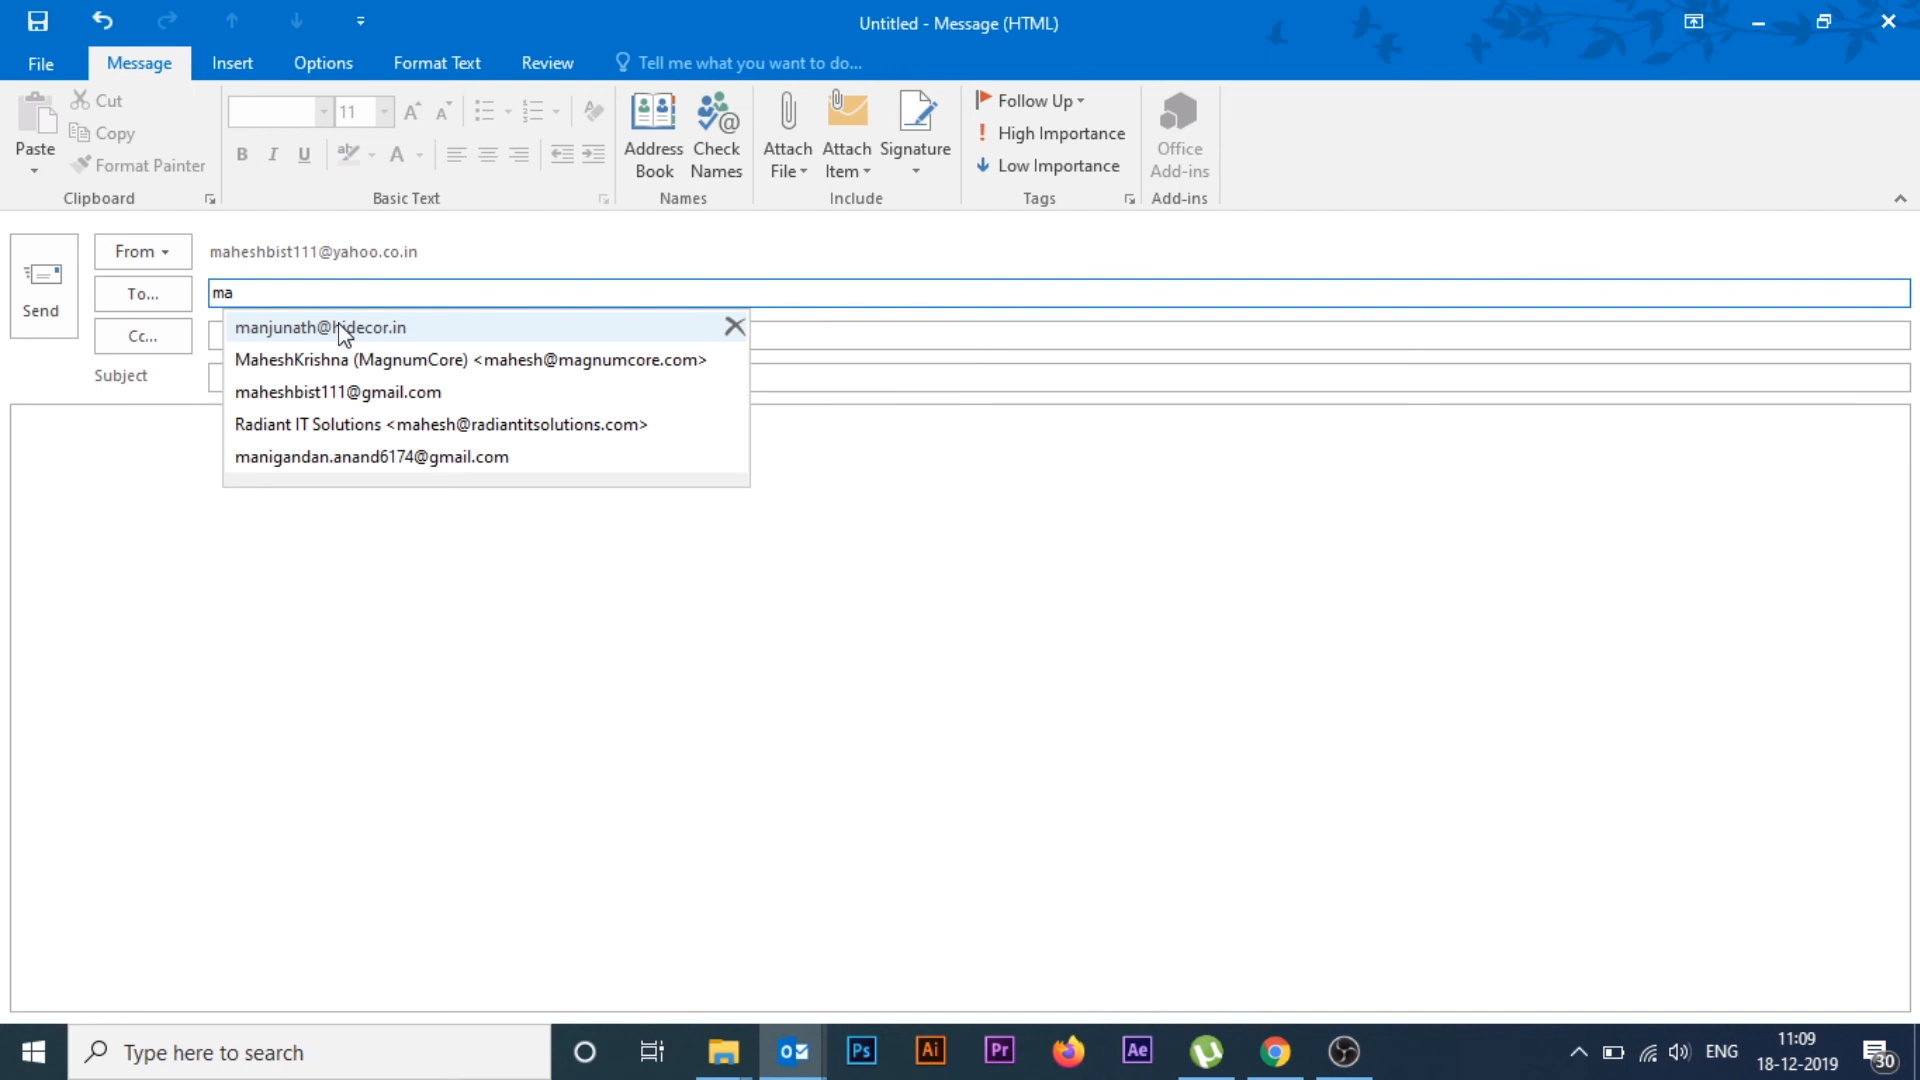 Untitled - Message (HTML)
File Message Insert Options Format Text Review Tell me what you want to do...
Paste
Cut
Copy
Format Painter
Clipboard
11
B I U A
Basic Text
Address Book
Check Names
Names
Attach File
Attach Item
Signature
Include
Follow Up
High Importance
Low Importance
Tags
Office Add-ins
Add-ins
Send
From maheshbist111@yahoo.co.in
To... ma
Cc...
Subject
MaheshKrishna (MagnumCore) <mahesh@magnumcore.com>
maheshbist111@gmail.com
Radiant IT Solutions <mahesh@radiantitsolutions.com>
manigandan.anand6174@gmail.com
Type here to search
Ps Ai Pr Ae
ENG
11:09
18-12-2019
30